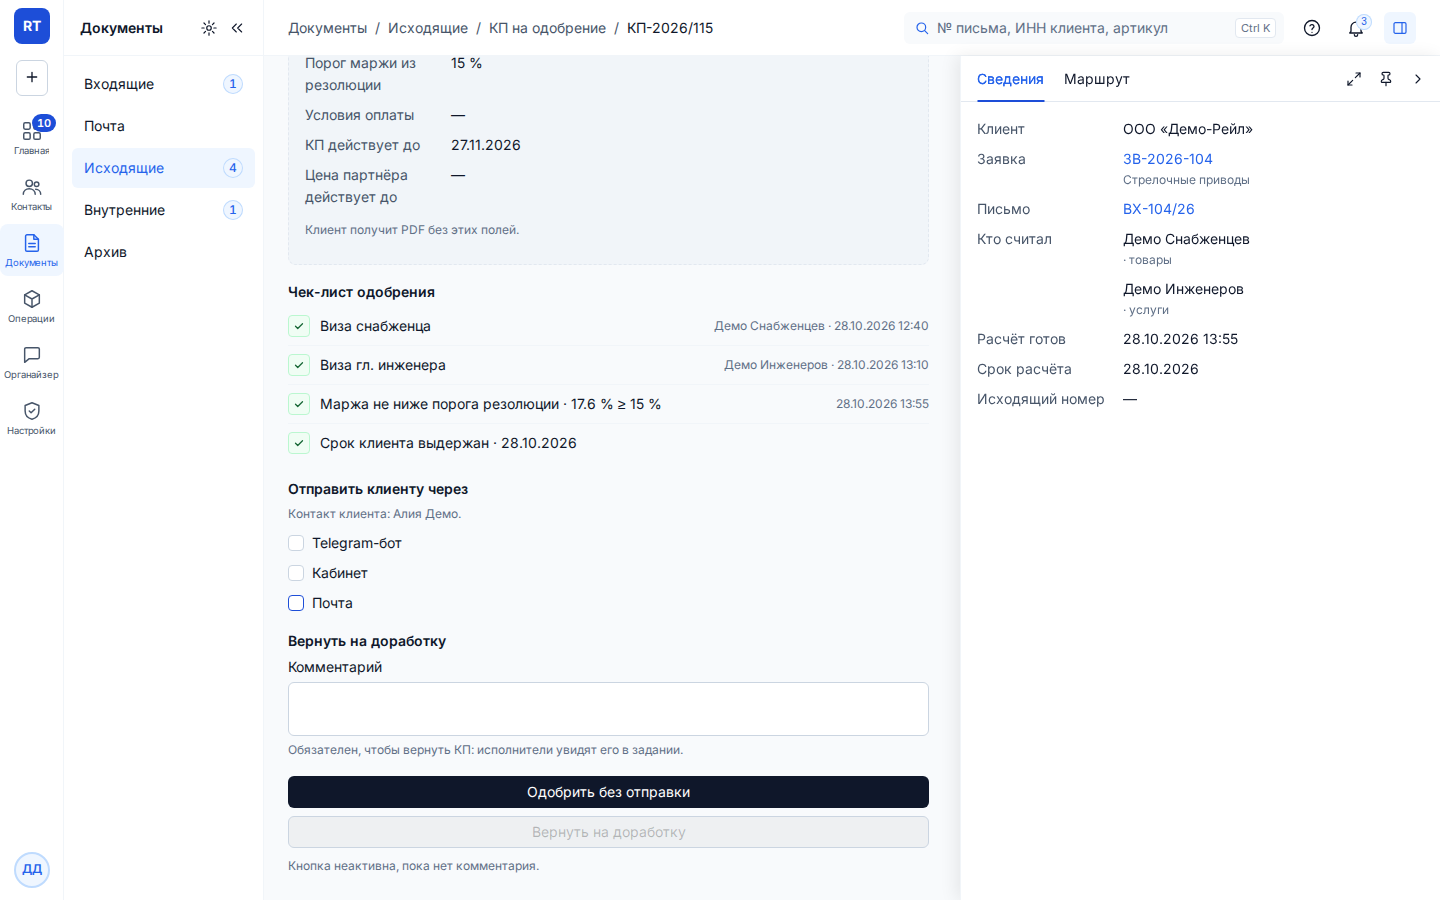 RT
Документы
Документы / Исходящие / КП на одобрение / КП-2026/115
№ письма, ИНН клиента, артикул
Ctrl K
3
10
Главная
Контакты
Документы
Операции
Органайзер
Настройки
ДД
Входящие
1
Почта
Исходящие
4
Внутренние
1
Архив
Порог маржи из
резолюции
15 %
Условия оплаты
—
КП действует до
27.11.2026
Цена партнёра
действует до
—
Клиент получит PDF без этих полей.
Чек-лист одобрения
Виза снабженца
Демо Снабженцев · 28.10.2026 12:40
Виза гл. инженера
Демо Инженеров · 28.10.2026 13:10
Маржа не ниже порога резолюции · 17.6 % ≥ 15 %
28.10.2026 13:55
Срок клиента выдержан · 28.10.2026
Отправить клиенту через
Контакт клиента: Алия Демо.
Telegram-бот
Кабинет
Почта
Вернуть на доработку
Комментарий
Обязателен, чтобы вернуть КП: исполнители увидят его в задании.
Одобрить без отправки
Вернуть на доработку
Кнопка неактивна, пока нет комментария.
Сведения
Маршрут
Клиент
ООО «Демо-Рейл»
Заявка
ЗВ-2026-104
Стрелочные приводы
Письмо
ВХ-104/26
Кто считал
Демо Снабженцев
· товары
Демо Инженеров
· услуги
Расчёт готов
28.10.2026 13:55
Срок расчёта
28.10.2026
Исходящий номер
—